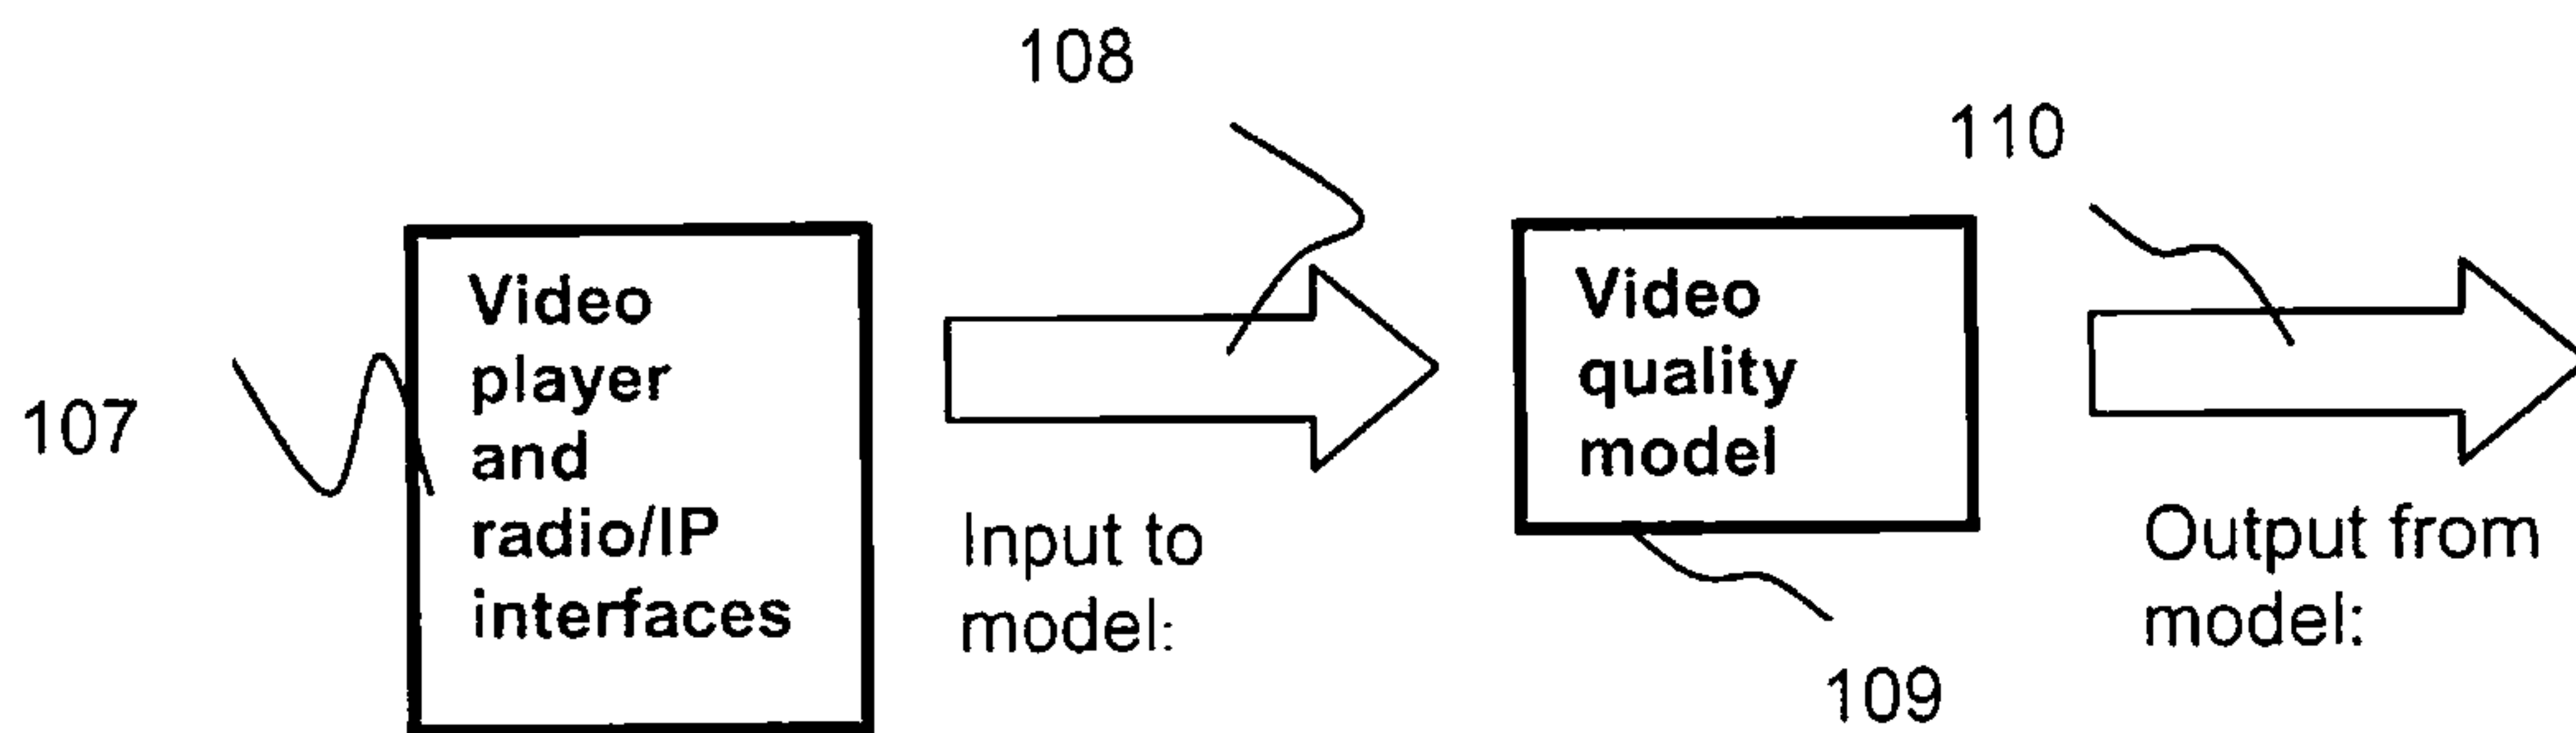 108
110
107
Video
player
and
radio/IP
interfaces
Input to
model:
Video
quality
model
109
Output from
model: